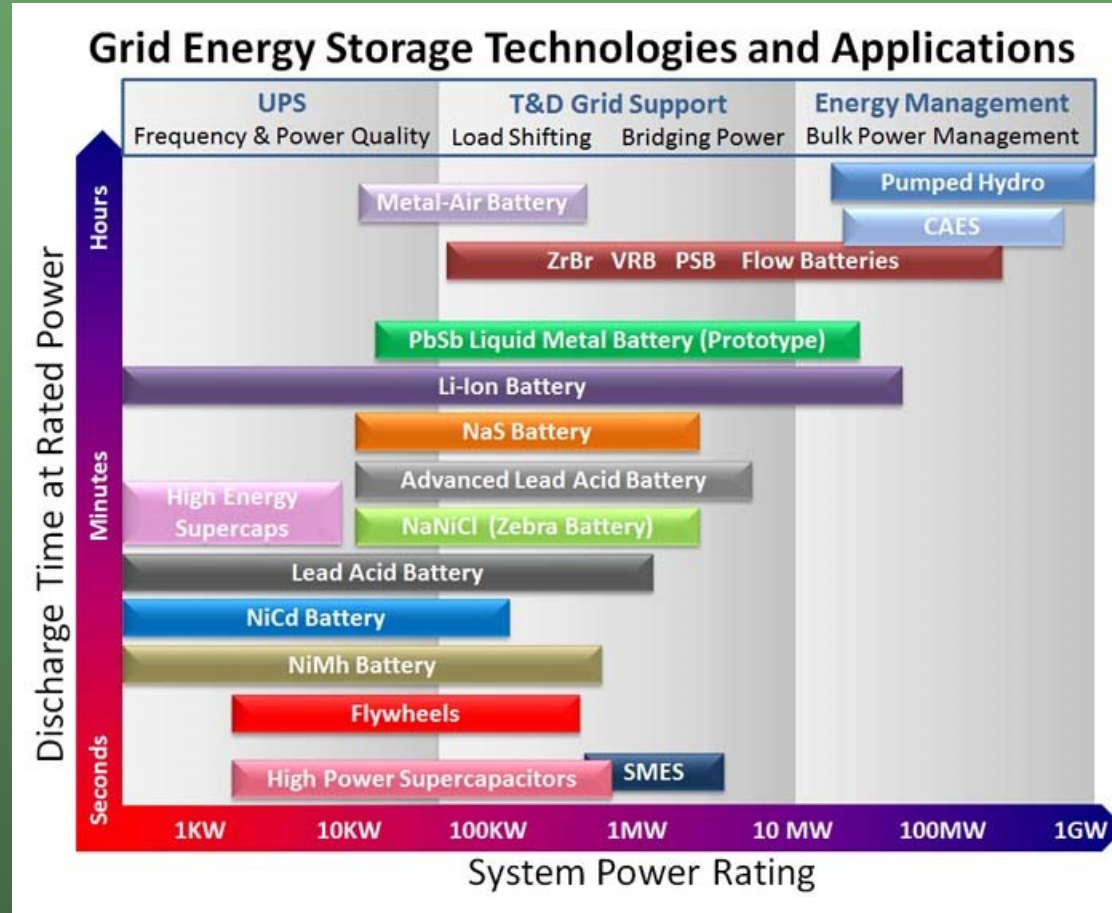 Grid Energy Storage Technologies and Applications
UPS
Frequency & Power Quality
T&D Grid Support
Load Shifting Bridging Power
Energy Management
Bulk Power Management
Discharge Time at Rated Power
Hours
Minutes
Seconds
Pumped Hydro
Metal-Air Battery
CAES
ZrBr VRB PSB Flow Batteries
PbSb Liquid Metal Battery (Prototype)
Li-Ion Battery
NaS Battery
Advanced Lead Acid Battery
High Energy
Supercaps
NaNiCl (Zebra Battery)
Lead Acid Battery
NiCd Battery
NiMh Battery
Flywheels
High Power Supercapacitors
SMES
1KW 10KW 100KW 1MW 10 MW 100MW 1GW
System Power Rating